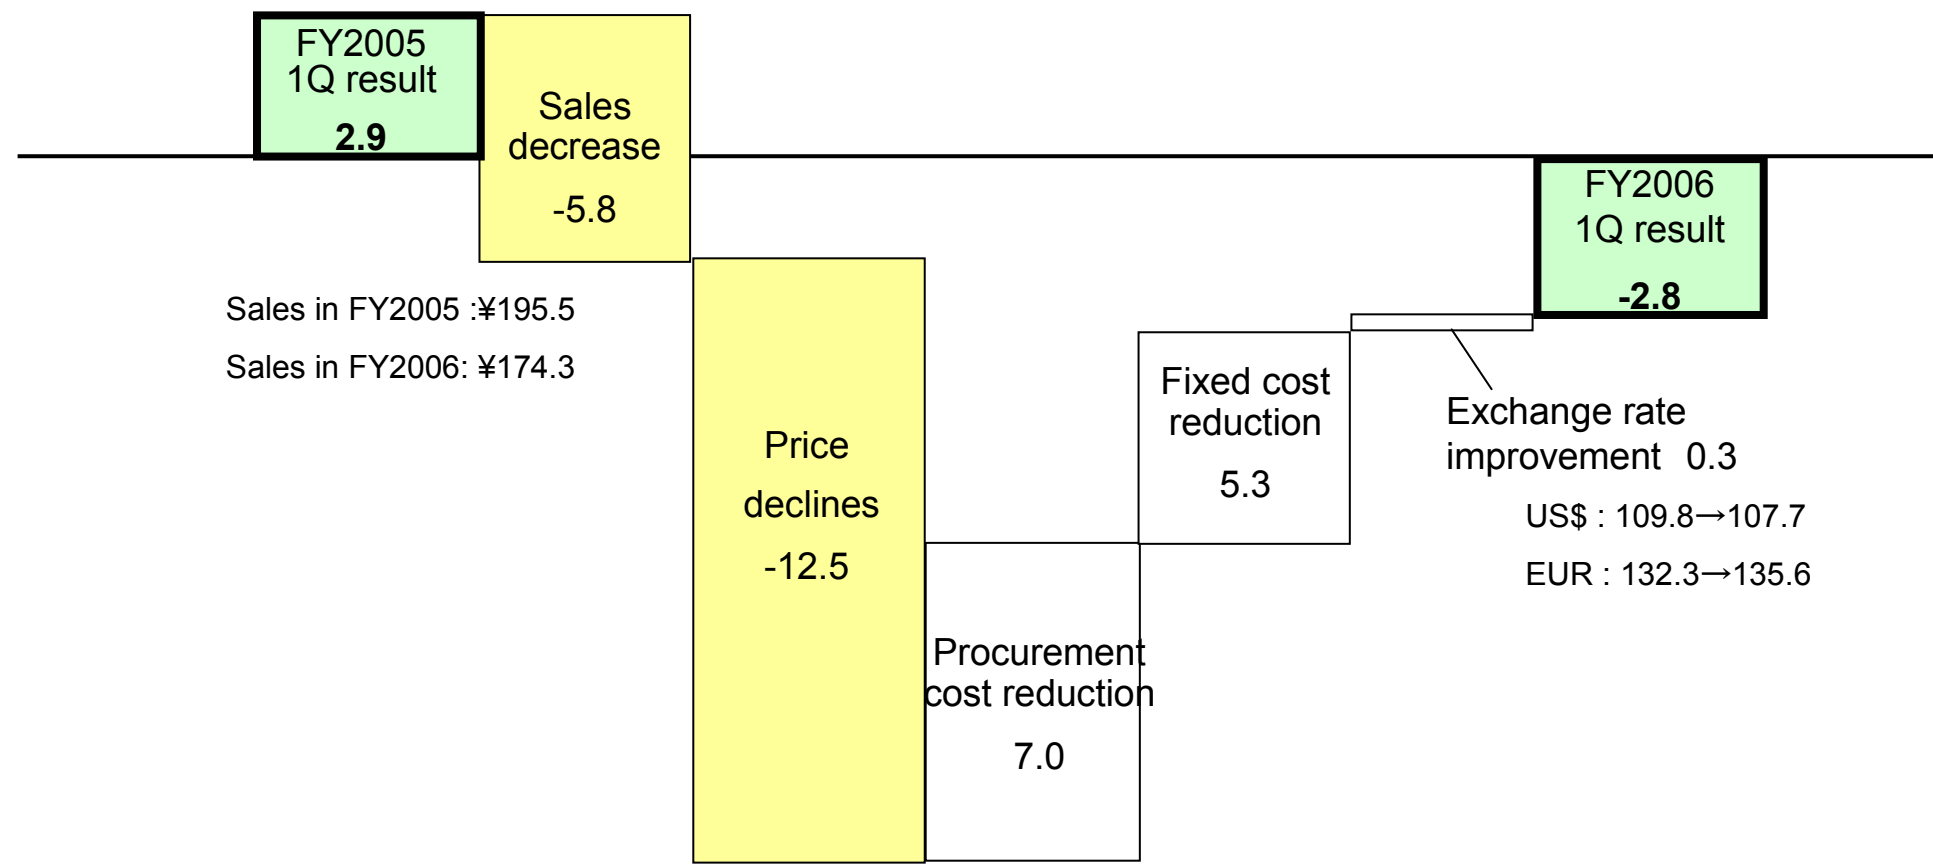 FY2005
1Q result
2.9
Sales
decrease
-5.8
Sales in FY2005 :¥195.5
Sales in FY2006: ¥174.3
Price
declines
-12.5
Procurement
cost reduction
7.0
Fixed cost
reduction
5.3
Exchange rate
improvement 0.3
US$ : 109.8→107.7
EUR : 132.3→135.6
FY2006
1Q result
-2.8